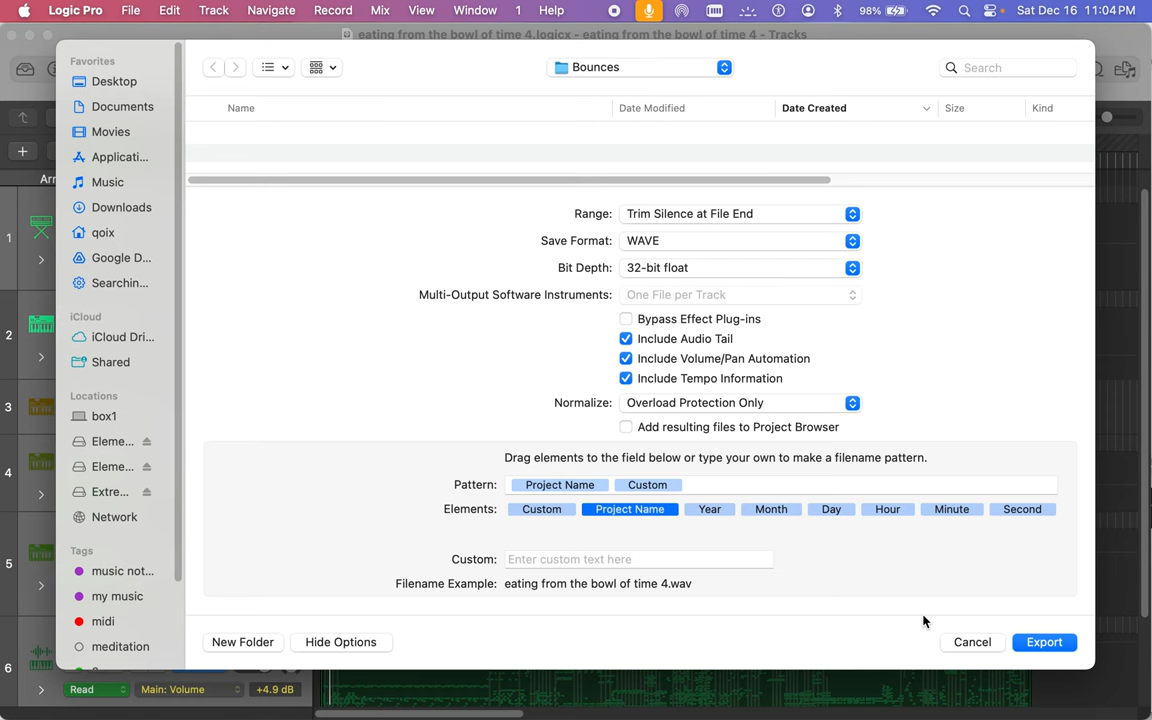 Logic Pro File Edit Track Navigate Record Mix View Window 1 Help 98% Sat Dec 16 11:04 PM
eating from the bowl of time 4.logicx - eating from the bowl of time 4 - Tracks
Favorites
Desktop
Documents
Movies
Applicati...
Music
Downloads
qoix
Google D...
Searchin...
iCloud
iCloud Dri...
Shared
Locations
box1
Eleme...
Eleme...
Extre...
Network
Tags
music not...
my music
midi
meditation
Bounces
Search
Name Date Modified Date Created Size Kind
Range: Trim Silence at File End
Save Format: WAVE
Bit Depth: 32-bit float
Multi-Output Software Instruments: One File per Track
Bypass Effect Plug-ins
Include Audio Tail
Include Volume/Pan Automation
Include Tempo Information
Normalize: Overload Protection Only
Add resulting files to Project Browser
Drag elements to the field below or type your own to make a filename pattern.
Pattern: Project Name Custom
Elements: Custom Project Name Year Month Day Hour Minute Second
Custom: Enter custom text here
Filename Example: eating from the bowl of time 4.wav
New Folder Hide Options Cancel Export
1
2
3
4
5
6
Read Main: Volume +4.9 dB